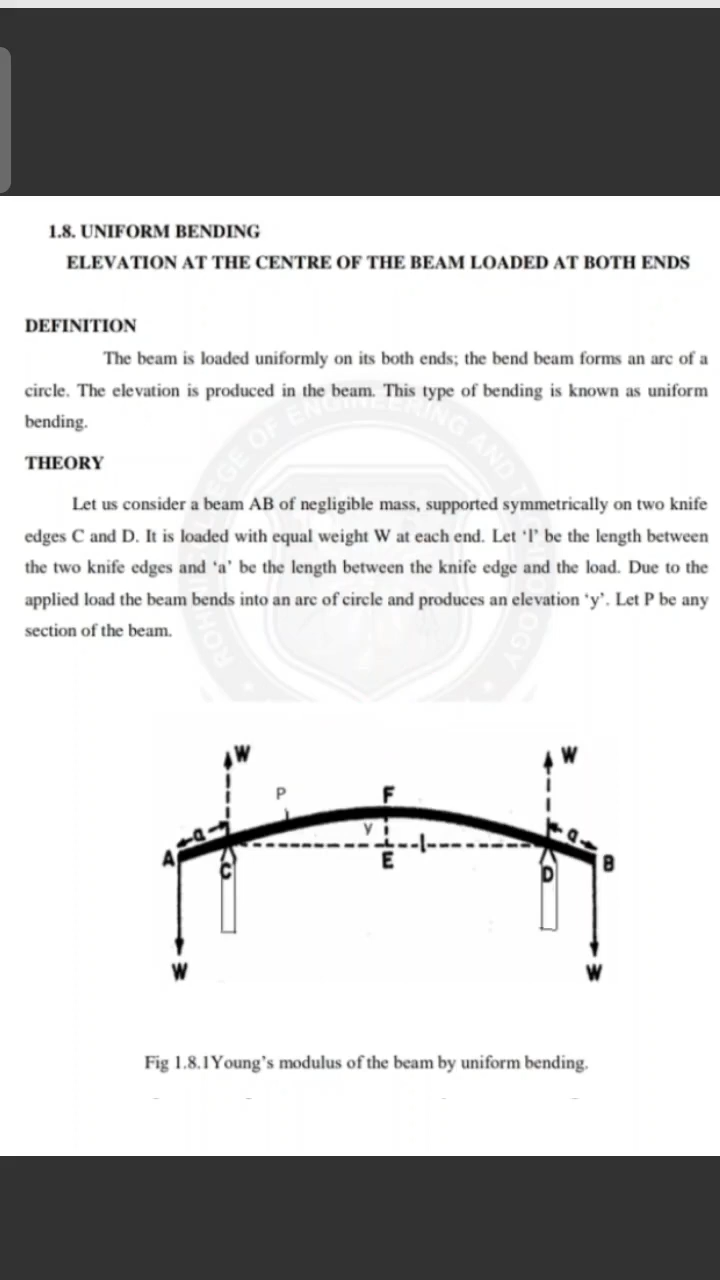 1.8. UNIFORM BENDING
ELEVATION AT THE CENTRE OF THE BEAM LOADED AT BOTH ENDS
DEFINITION
The beam is loaded uniformly on its both ends; the bend beam forms an arc of a
circle. The elevation is produced in the beam. This type of bending is known as uniform
bending.
THEORY
Let us consider a beam AB of negligible mass, supported symmetrically on two knife
edges C and D. It is loaded with equal weight W at each end. Let ‘l’ be the length between
the two knife edges and ‘a’ be the length between the knife edge and the load. Due to the
applied load the beam bends into an arc of circle and produces an elevation ‘y’. Let P be any
section of the beam.
W W
P F
a y l a
A C E D B
W W
Fig 1.8.1Young’s modulus of the beam by uniform bending.